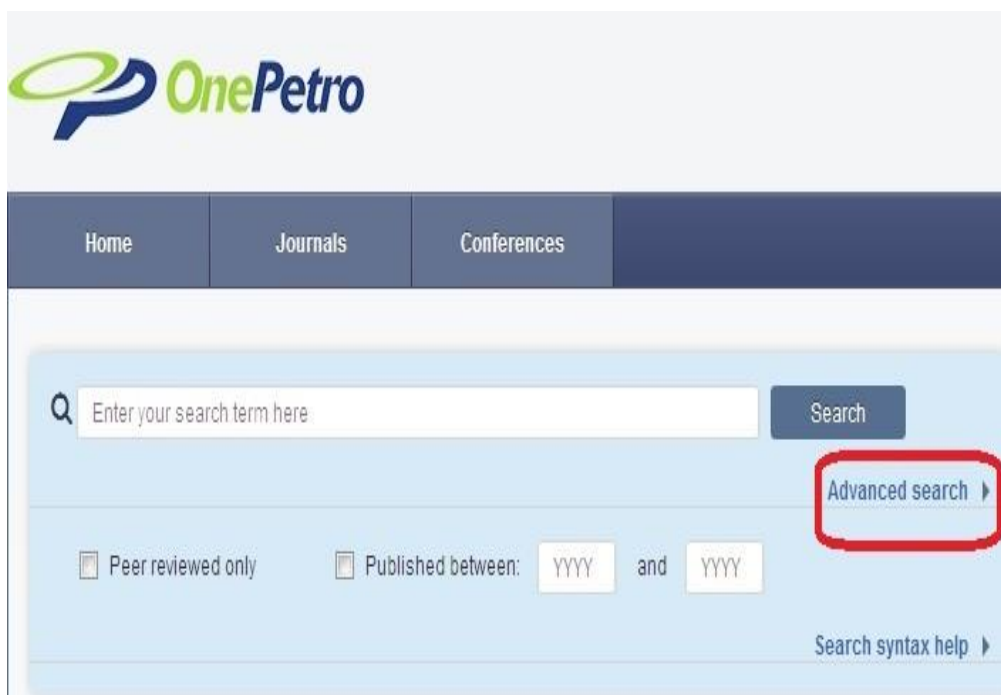 OnePetro
Home Journals Conferences
Enter your search term here Search
Advanced search
Peer reviewed only Published between: YYYY and YYYY
Search syntax help